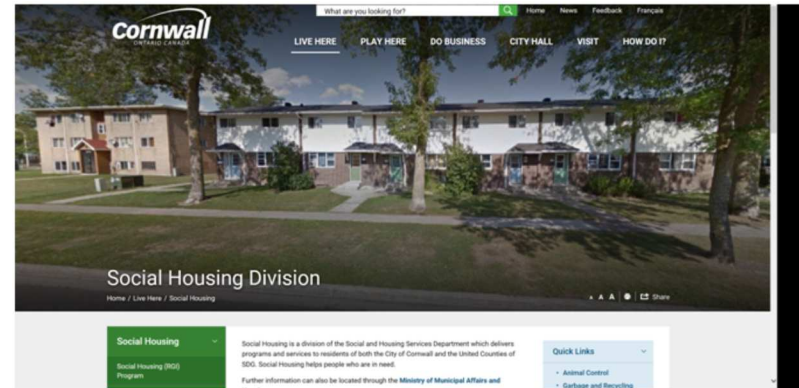 What are you looking for?
Home News Feedback Français
Cornwall
ONTARIO CANADA
LIVE HERE PLAY HERE DO BUSINESS CITY HALL VISIT HOW DO I?
Social Housing Division
Home / Live Here / Social Housing
A A A Share
Social Housing
Social Housing (RGI)
Program
Social Housing is a division of the Social and Housing Services Department which delivers
programs and services to residents of both the City of Cornwall and the United Counties of
SDG. Social Housing helps people who are in need.
Further information can also be located through the Ministry of Municipal Affairs and
Quick Links
• Animal Control
• Garbage and Recycling